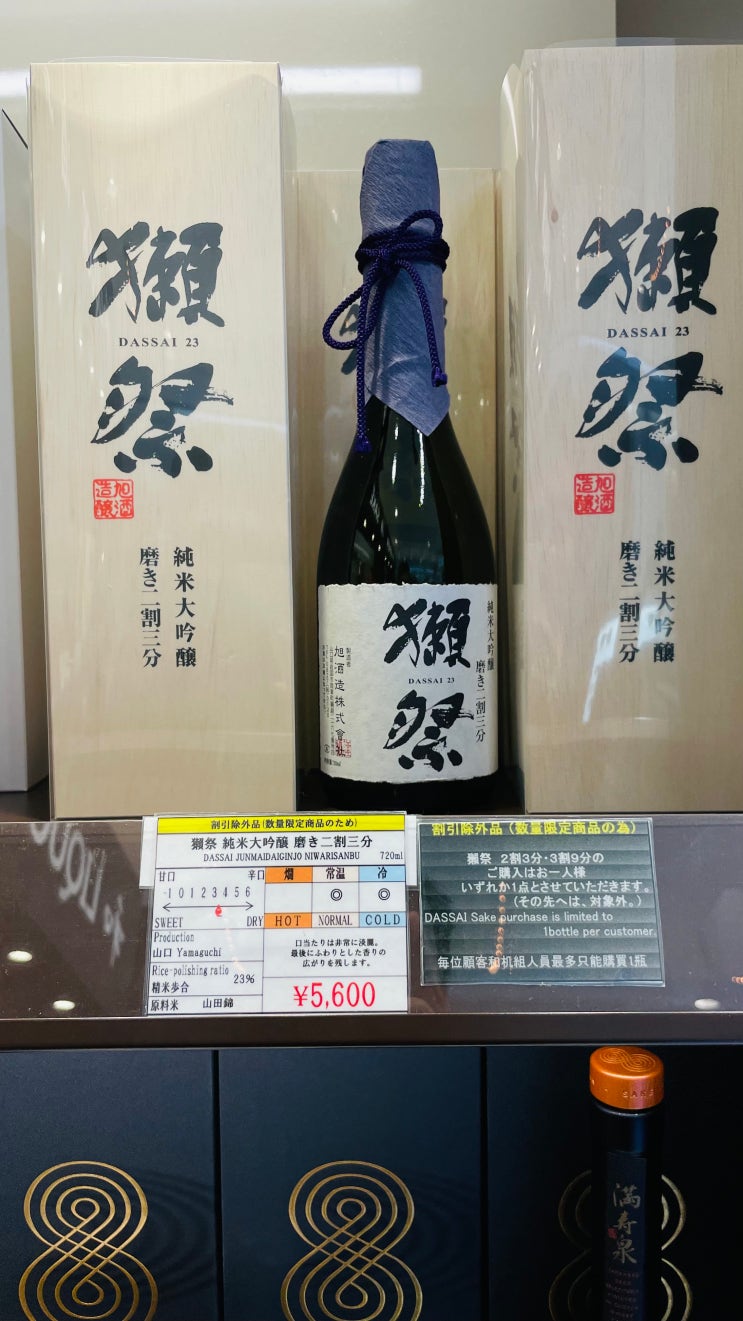 獺祭
DASSAI 23
旭酒造醸
純米大吟醸
磨き二割三分
獺祭
DASSAI 23
純米大吟醸
磨き二割三分
製造者
旭酒造株式會社
獺祭
DASSAI 23
純米大吟醸
磨き二割三分
割引除外品(数量限定商品のため)
獺祭 純米大吟醸 磨き二割三分
DASSAI JUNMAIDAIGINJO NIWARISANBU 720ml
甘口 辛口
-1 0 1 2 3 4 5 6
SWEET DRY
燗 常温 冷
◎ ◎
HOT NORMAL COLD
Production
山口 Yamaguchi
Rice-polishing ratio
精米歩合 23%
原料米 山田錦
口当たりは非常に淡麗。
最後にふわりとした香りの
広がりを残します。
¥5,600
割引除外品(数量限定商品の為)
獺祭 2割3分・3割9分の
ご購入はお一人様
いずれか1点とさせていただきます。
(その先へは、対象外。)
DASSAI Sake purchase is limited to
1bottle per customer.
每位顧客和机組人員最多只能購買1瓶
満寿泉